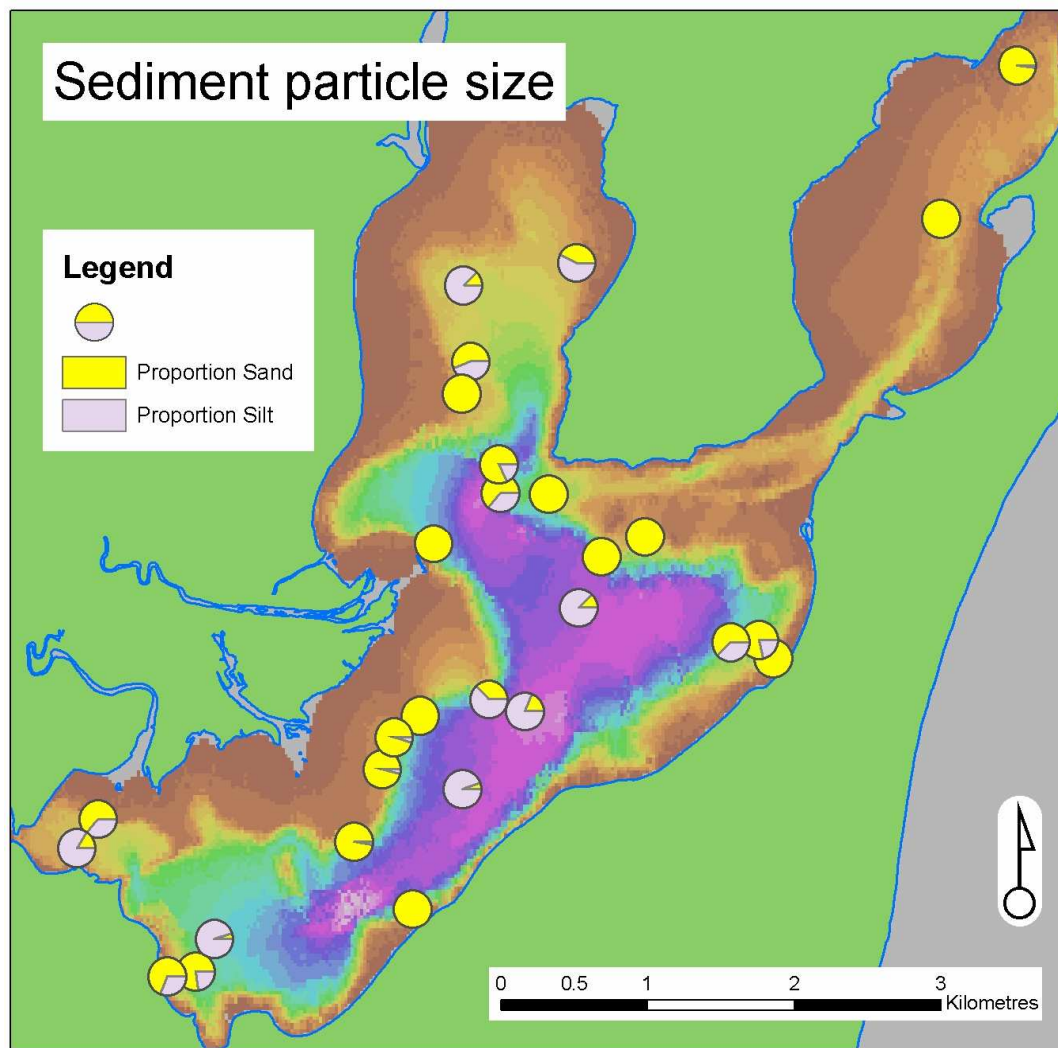 Sediment particle size
Legend
Proportion Sand
Proportion Silt
0 0.5 1 2 3
Kilometres